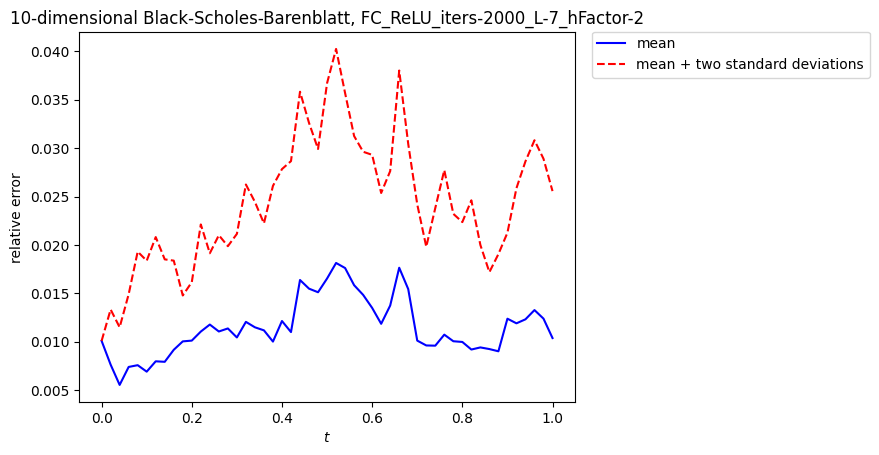 10-dimensional Black-Scholes-Barenblatt, FC_ReLU_iters-2000_L-7_hFactor-2
mean
mean + two standard deviations
relative error
0.040
0.035
0.030
0.025
0.020
0.015
0.010
0.005
0.0
0.2
0.4
0.6
0.8
1.0
t